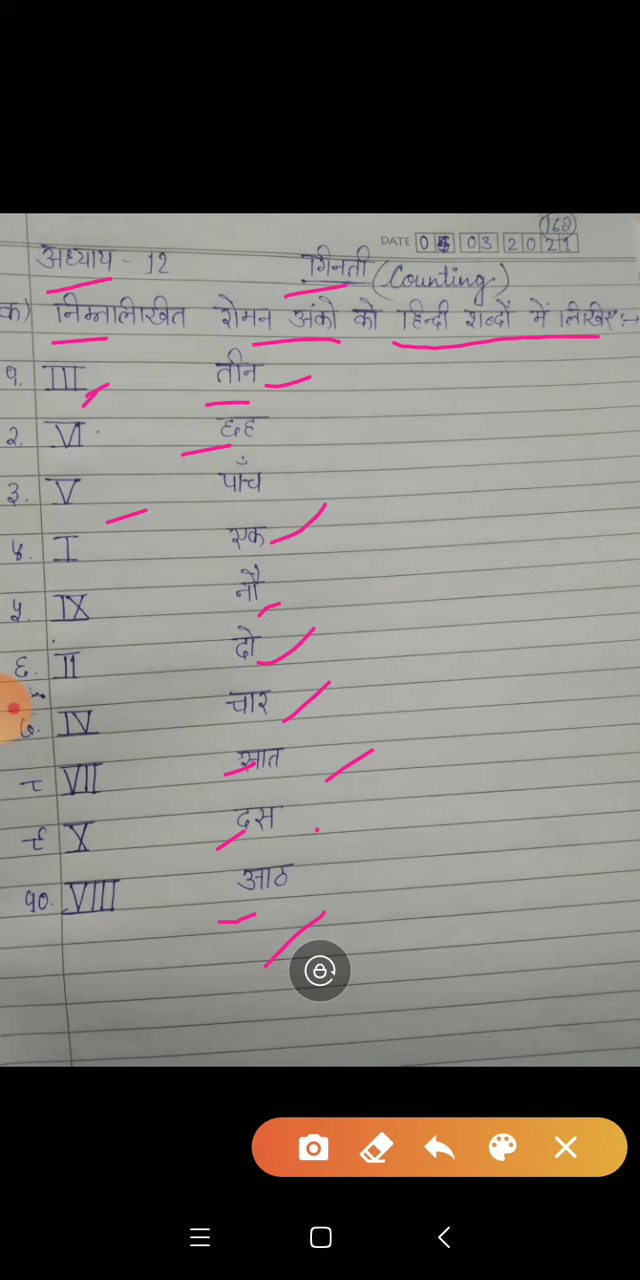 162
DATE 05 03 2021
अध्याय - 12 गिनती (Counting)
क) निम्नलिखित रोमन अंको को हिन्दी शब्दों में लिखिए :-
१. III तीन
२. VI छह
३. V पाँच
४. I एक
५. IX नौ
६. II दो
७. IV चार
८ VII सात
९ X दस
१०. VIII आठ